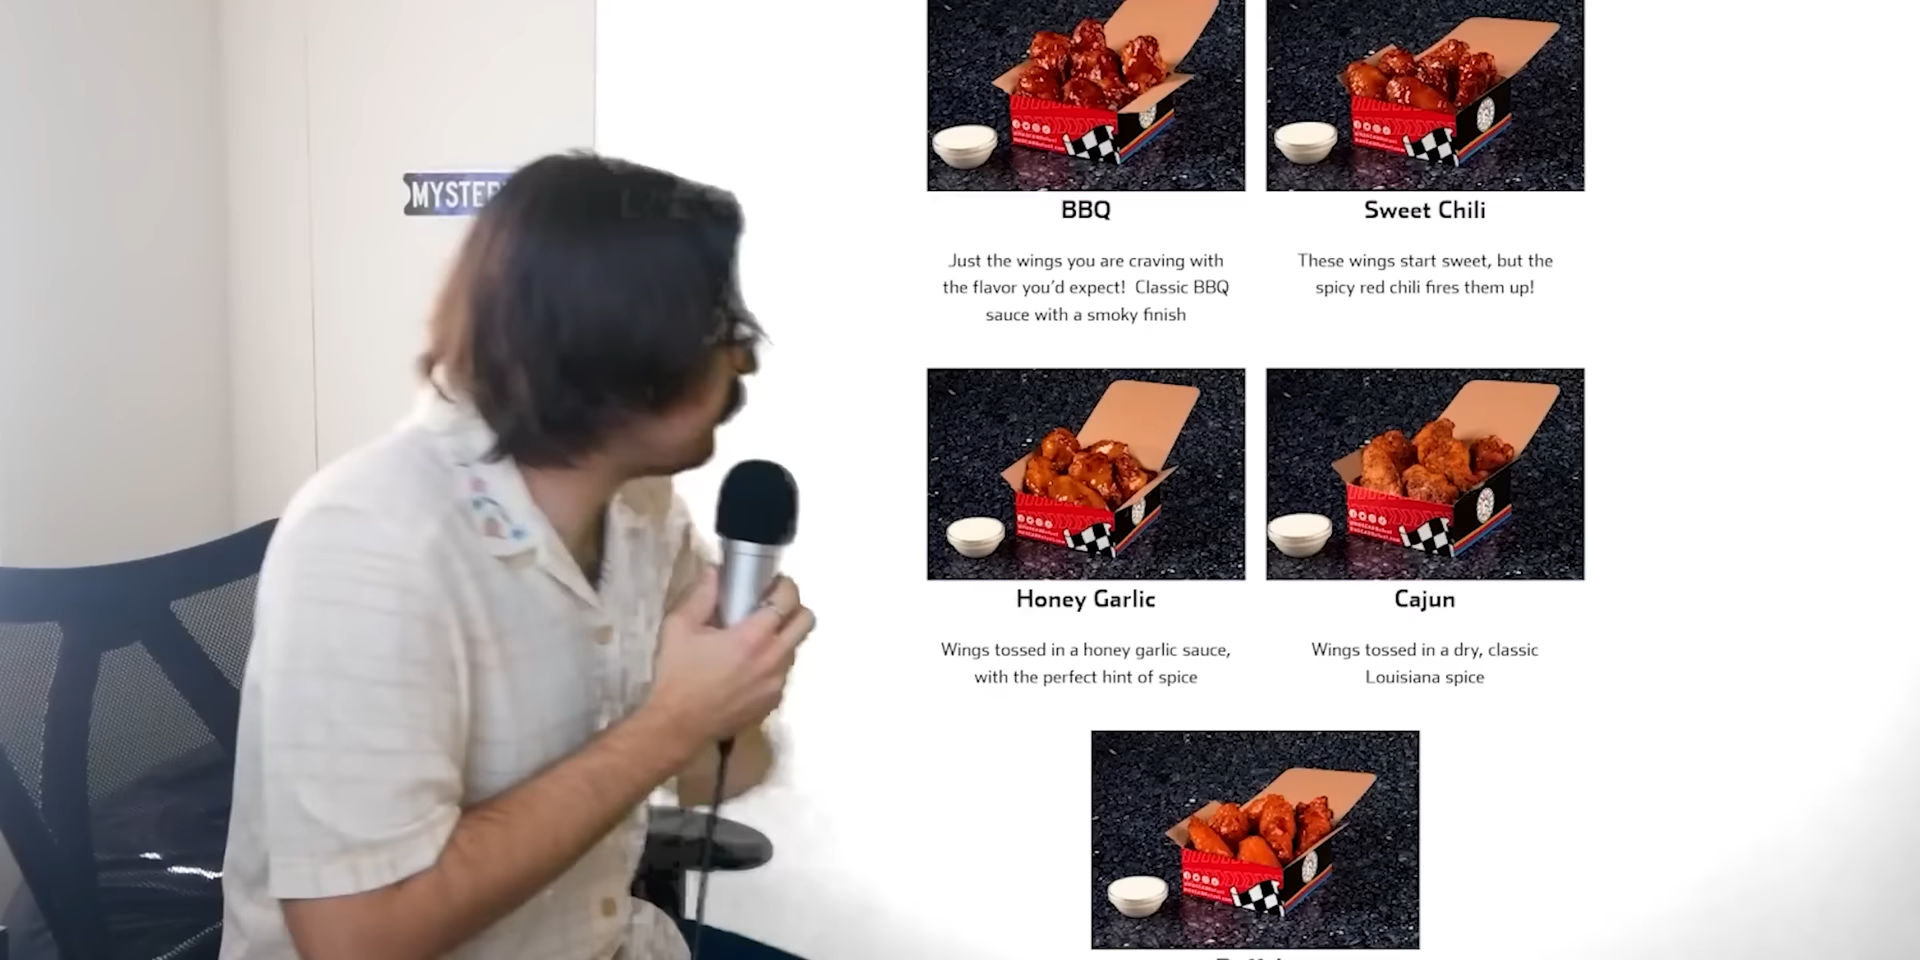 MYSTE
BBQ
Just the wings you are craving with
the flavor you'd expect!  Classic BBQ
sauce with a smoky finish
Sweet Chili
These wings start sweet, but the
spicy red chili fires them up!
Honey Garlic
Wings tossed in a honey garlic sauce,
with the perfect hint of spice
Cajun
Wings tossed in a dry, classic
Louisiana spice